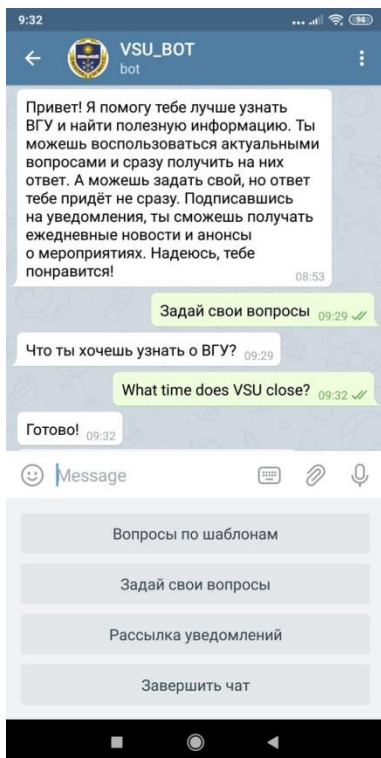 9:32
94
VSU_BOT
bot
Привет! Я помогу тебе лучше узнать
ВГУ и найти полезную информацию. Ты
можешь воспользоваться актуальными
вопросами и сразу получить на них
ответ. А можешь задать свой, но ответ
тебе придёт не сразу. Подписавшись
на уведомления, ты сможешь получать
ежедневные новости и анонсы
о мероприятиях. Надеюсь, тебе
понравится!
08:53
Задай свои вопросы 09:29
Что ты хочешь узнать о ВГУ? 09:29
What time does VSU close? 09:32
Готово! 09:32
Message
Вопросы по шаблонам
Задай свои вопросы
Рассылка уведомлений
Завершить чат